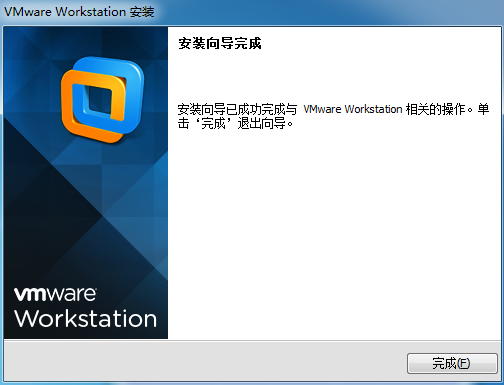 VMware Workstation 安装
安装向导完成
安装向导已成功完成与 VMware Workstation 相关的操作。单
击‘完成’退出向导。
vmware
Workstation
完成(F)